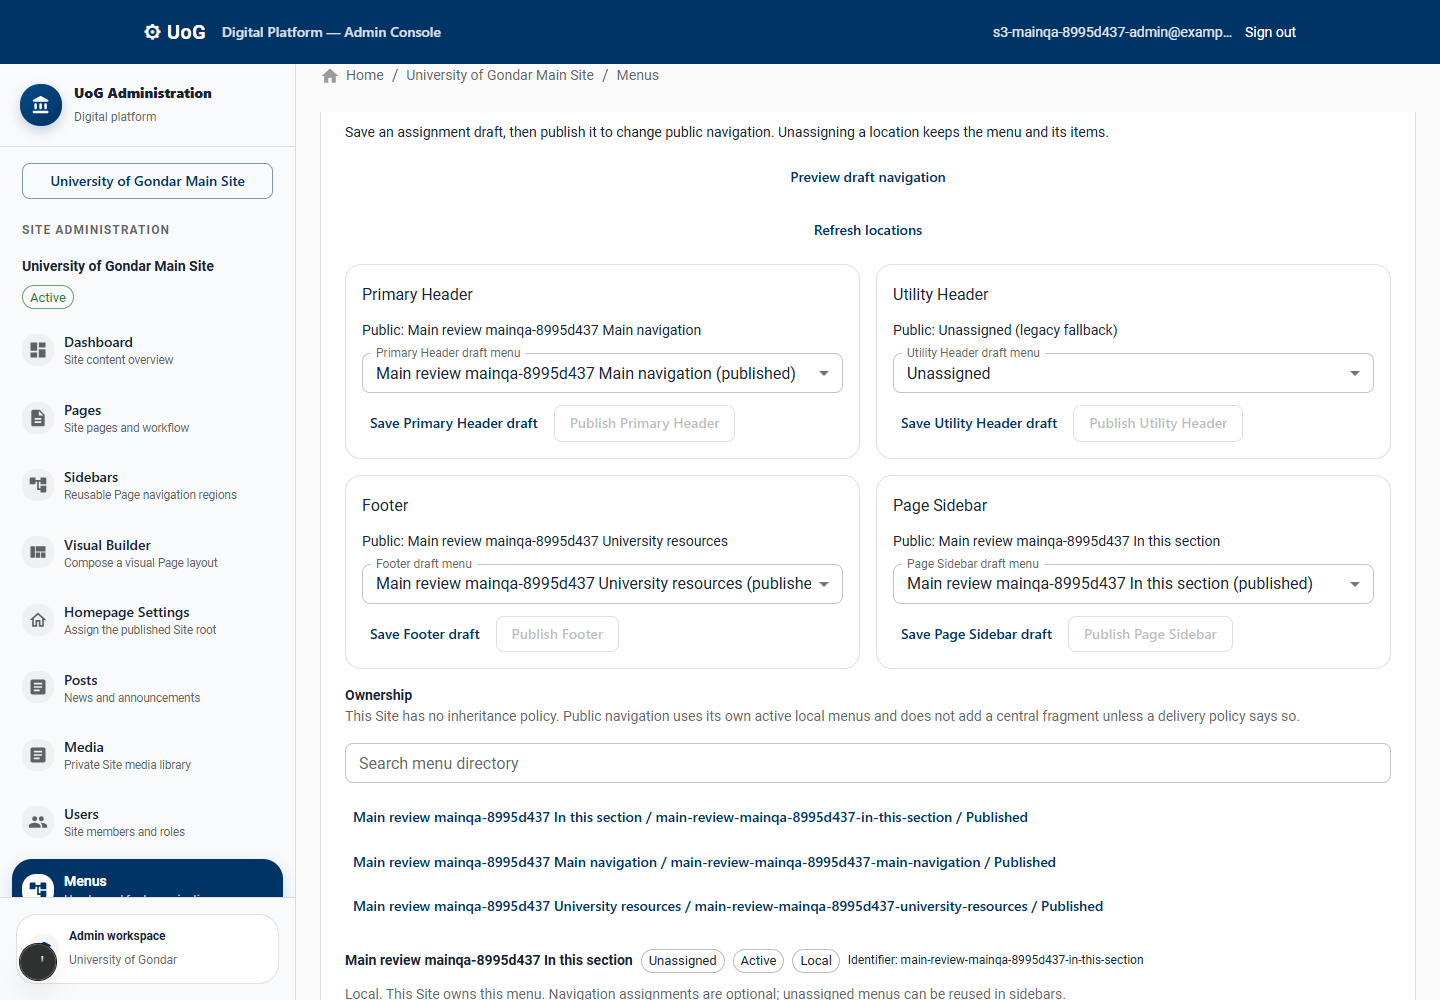 UoG Digital Platform — Admin Console
s3-mainqa-8995d437-admin@examp... Sign out
UoG Administration
Digital platform
University of Gondar Main Site
SITE ADMINISTRATION
University of Gondar Main Site
Active
Dashboard
Site content overview
Pages
Site pages and workflow
Sidebars
Reusable Page navigation regions
Visual Builder
Compose a visual Page layout
Homepage Settings
Assign the published Site root
Posts
News and announcements
Media
Private Site media library
Users
Site members and roles
Menus
Admin workspace
University of Gondar
Home / University of Gondar Main Site / Menus
Save an assignment draft, then publish it to change public navigation. Unassigning a location keeps the menu and its items.
Preview draft navigation
Refresh locations
Primary Header
Public: Main review mainqa-8995d437 Main navigation
Primary Header draft menu
Main review mainqa-8995d437 Main navigation (published)
Save Primary Header draft Publish Primary Header
Utility Header
Public: Unassigned (legacy fallback)
Utility Header draft menu
Unassigned
Save Utility Header draft Publish Utility Header
Footer
Public: Main review mainqa-8995d437 University resources
Footer draft menu
Main review mainqa-8995d437 University resources (publishe
Save Footer draft Publish Footer
Page Sidebar
Public: Main review mainqa-8995d437 In this section
Page Sidebar draft menu
Main review mainqa-8995d437 In this section (published)
Save Page Sidebar draft Publish Page Sidebar
Ownership
This Site has no inheritance policy. Public navigation uses its own active local menus and does not add a central fragment unless a delivery policy says so.
Search menu directory
Main review mainqa-8995d437 In this section / main-review-mainqa-8995d437-in-this-section / Published
Main review mainqa-8995d437 Main navigation / main-review-mainqa-8995d437-main-navigation / Published
Main review mainqa-8995d437 University resources / main-review-mainqa-8995d437-university-resources / Published
Main review mainqa-8995d437 In this section Unassigned Active Local Identifier: main-review-mainqa-8995d437-in-this-section
Local. This Site owns this menu. Navigation assignments are optional; unassigned menus can be reused in sidebars.